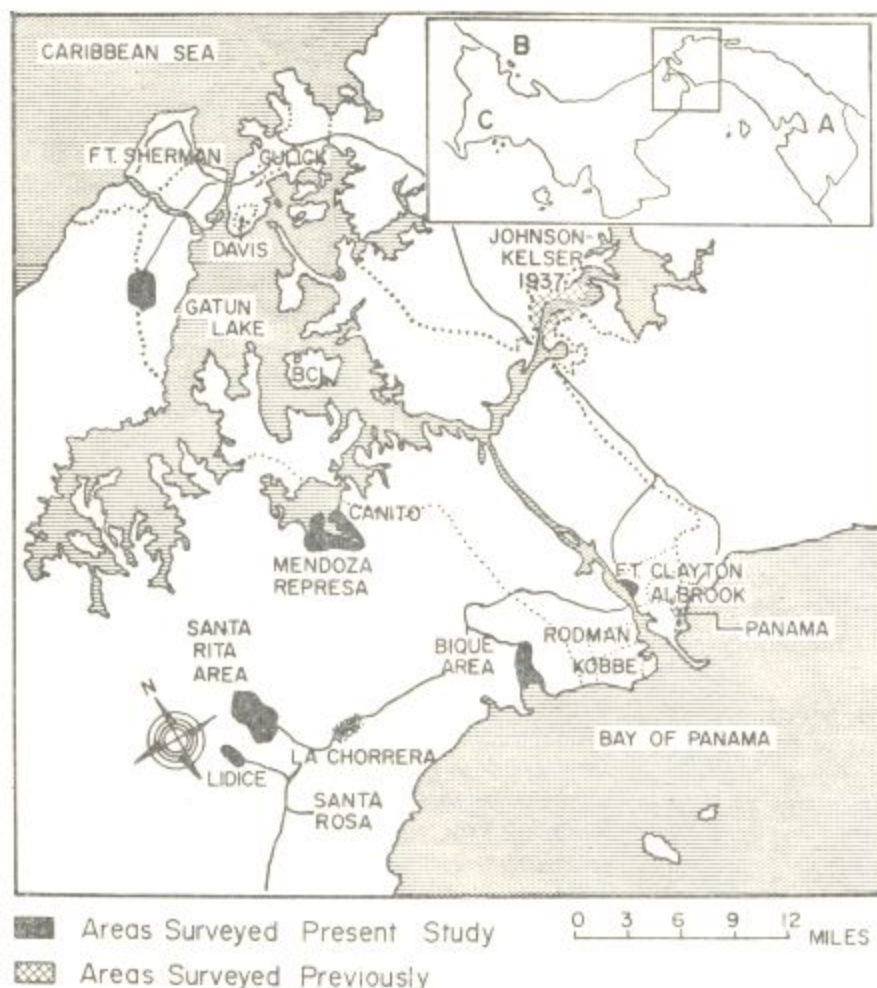 CARIBBEAN SEA
B
C
D
A
FT. SHERMAN
GULICK
DAVIS
JOHNSON-
KELSER
1937
GATUN
LAKE
BCI
CANITO
MENDOZA
REPRESA
FT. CLAYTON
ALBROOK
PANAMA
SANTA
RITA
AREA
BIQUE
AREA
RODMAN
KOBBE
N
LA CHORRERA
LIDICE
SANTA
ROSA
BAY OF PANAMA
Areas Surveyed Present Study
0 3 6 9 12
MILES
Areas Surveyed Previously